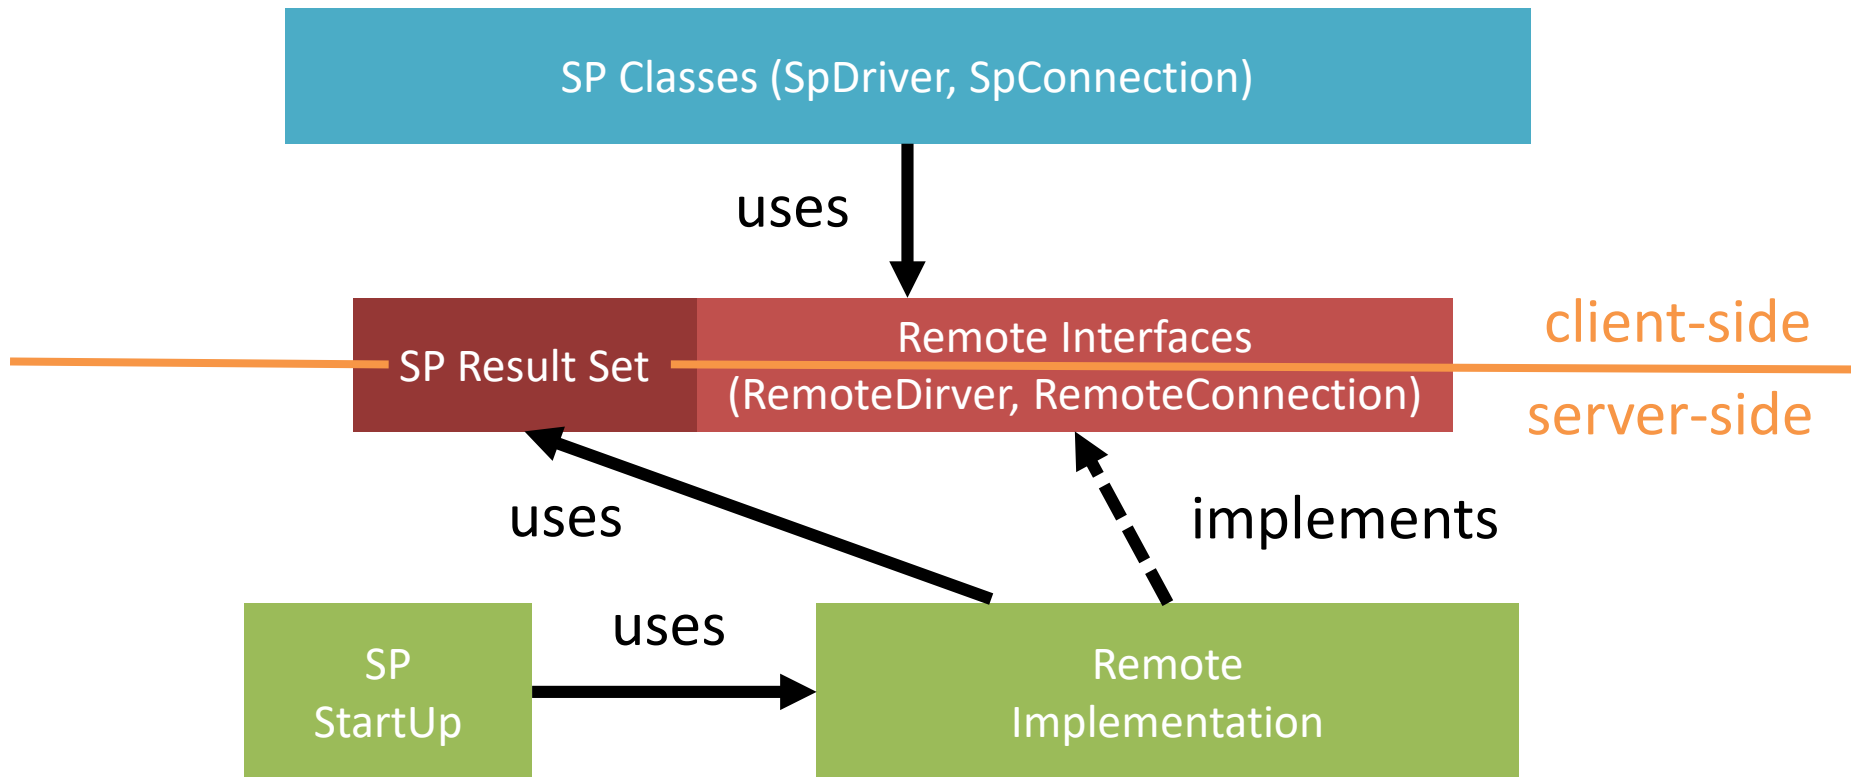 SP Classes (SpDriver, SpConnection)
uses
Remote Interfaces
client-side
SP Result Set
(RemoteDirver, RemoteConnection)
server-side
uses
implements
uses
SP
StartUp
Remote
Implementation